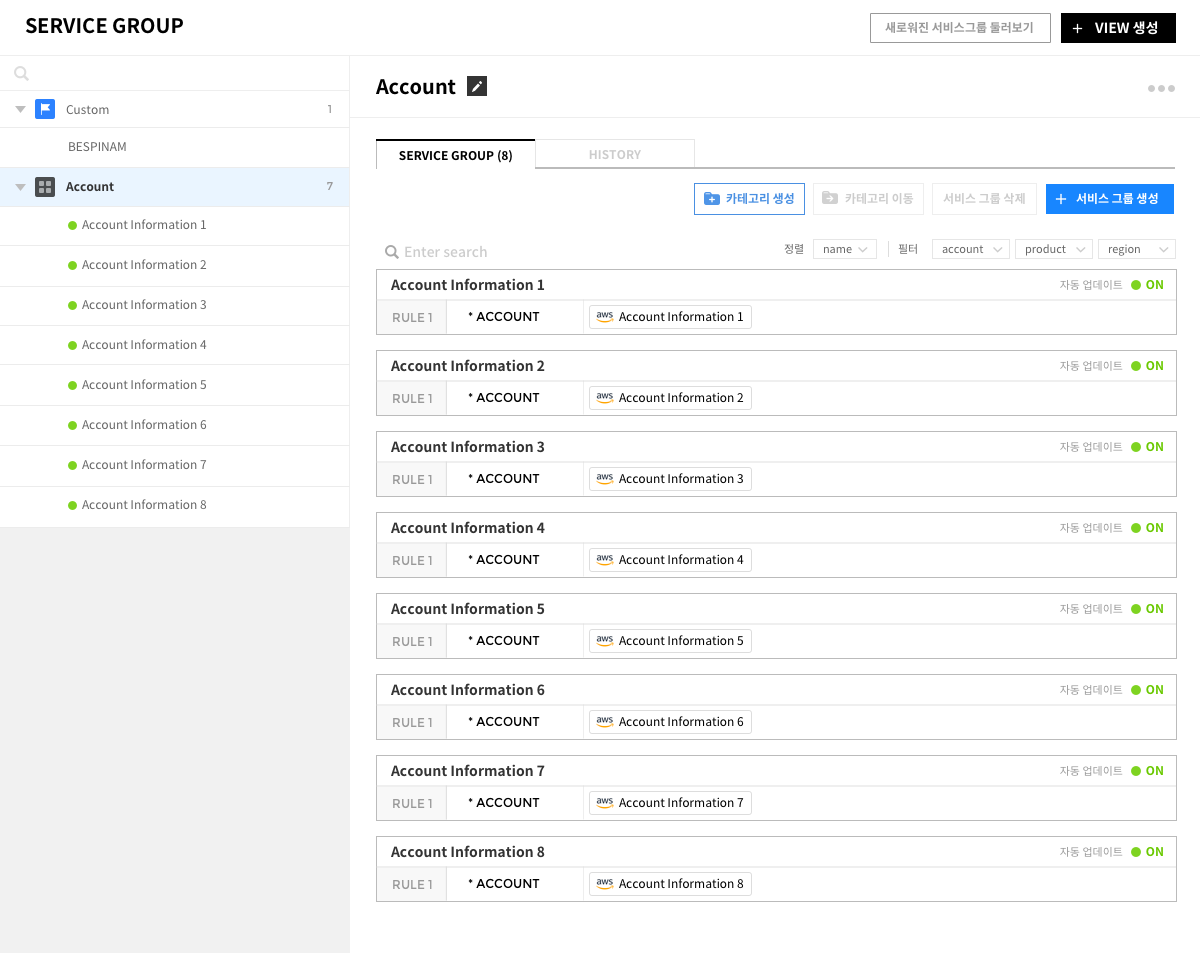 SERVICE GROUP
새로워진 서비스그룹 둘러보기
+ VIEW 생성
Custom 1
BESPINAM
Account 7
Account Information 1
Account Information 2
Account Information 3
Account Information 4
Account Information 5
Account Information 6
Account Information 7
Account Information 8
Account
SERVICE GROUP (8)
HISTORY
카테고리 생성
카테고리 이동
서비스 그룹 삭제
+ 서비스 그룹 생성
Enter search
정렬 name
필터 account product region
Account Information 1 자동 업데이트 ON
RULE 1 * ACCOUNT aws Account Information 1
Account Information 2 자동 업데이트 ON
RULE 1 * ACCOUNT aws Account Information 2
Account Information 3 자동 업데이트 ON
RULE 1 * ACCOUNT aws Account Information 3
Account Information 4 자동 업데이트 ON
RULE 1 * ACCOUNT aws Account Information 4
Account Information 5 자동 업데이트 ON
RULE 1 * ACCOUNT aws Account Information 5
Account Information 6 자동 업데이트 ON
RULE 1 * ACCOUNT aws Account Information 6
Account Information 7 자동 업데이트 ON
RULE 1 * ACCOUNT aws Account Information 7
Account Information 8 자동 업데이트 ON
RULE 1 * ACCOUNT aws Account Information 8